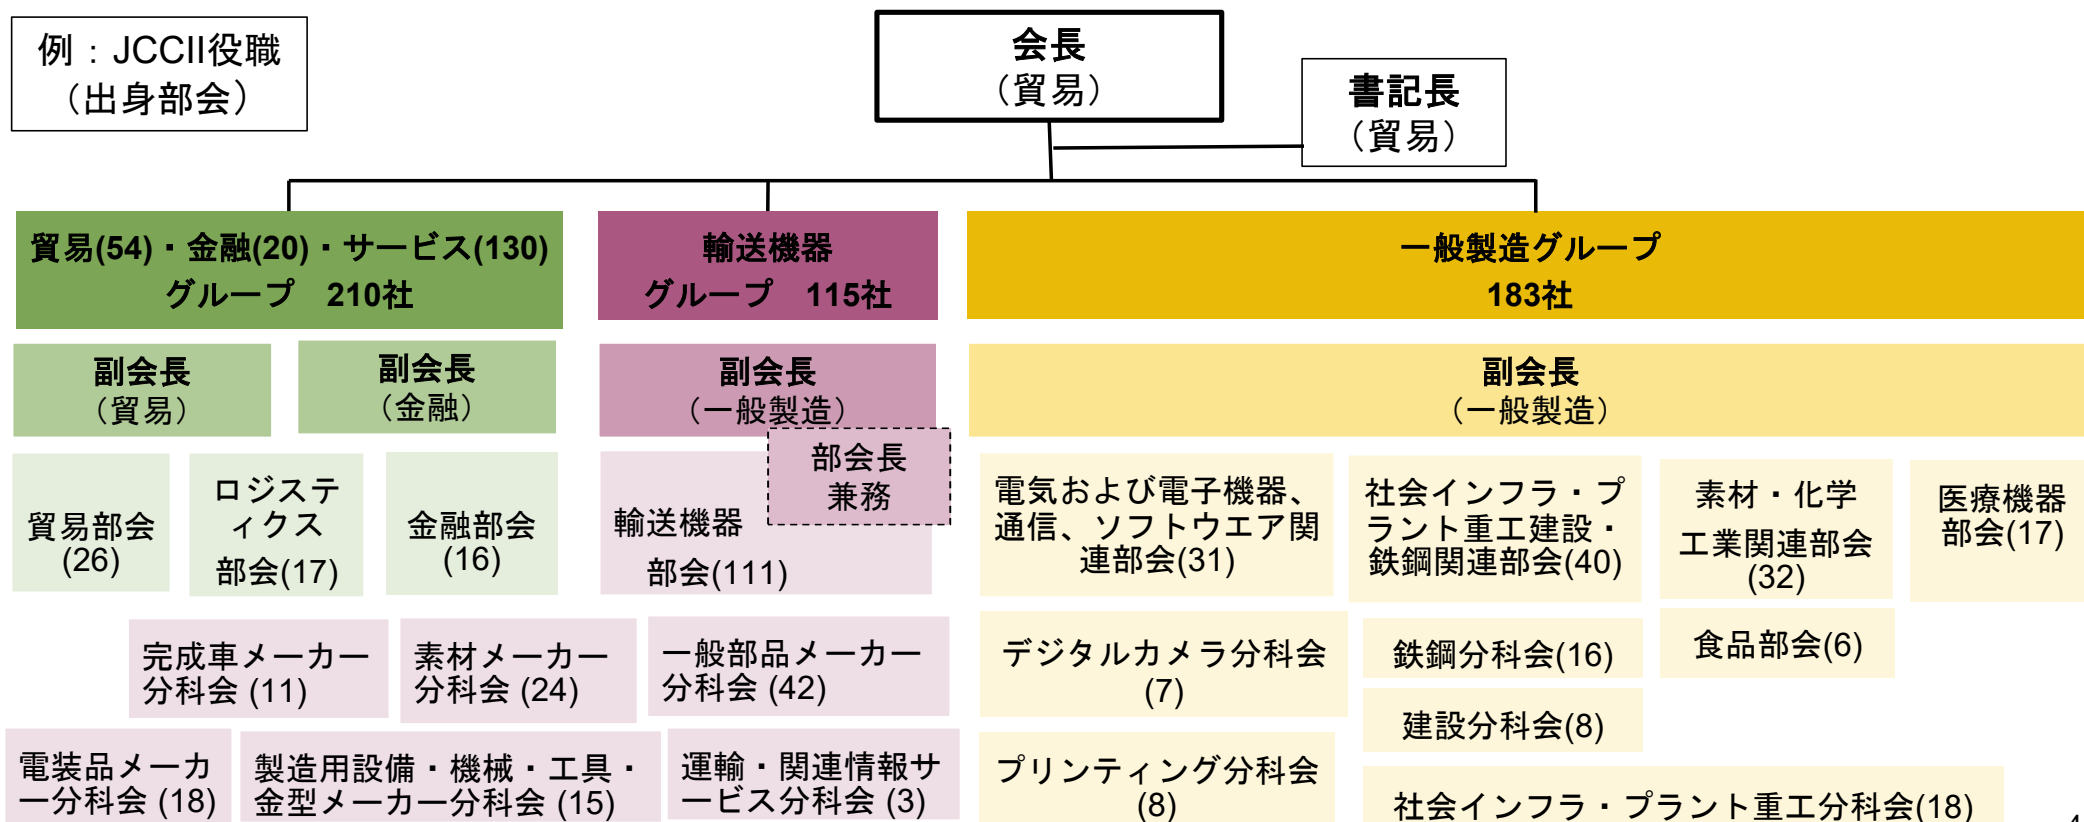 例：JCCII役職
（出身部会）
会長
（貿易）
書記長
（貿易）
貿易(54)・金融(20)・サービス(130)
グループ　210社
輸送機器
グループ　115社
一般製造グループ
183社
副会長
（貿易）
副会長
（金融）
副会長
（一般製造）
副会長
（一般製造）
部会長
兼務
貿易部会
(26)
ロジステ
ィクス
部会(17)
金融部会
(16)
輸送機器
部会(111)
電気および電子機器、
通信、ソフトウエア関
連部会(31)
社会インフラ・プ
ラント重工建設・
鉄鋼関連部会(40)
素材・化学
工業関連部会
(32)
医療機器
部会(17)
完成車メーカー
分科会 (11)
素材メーカー
分科会 (24)
一般部品メーカー
分科会 (42)
デジタルカメラ分科会
(7)
鉄鋼分科会(16)
食品部会(6)
建設分科会(8)
電装品メーカ
ー分科会 (18)
製造用設備・機械・工具・
金型メーカー分科会 (15)
運輸・関連情報サ
ービス分科会 (3)
プリンティング分科会
(8)
社会インフラ・プラント重工分科会(18)